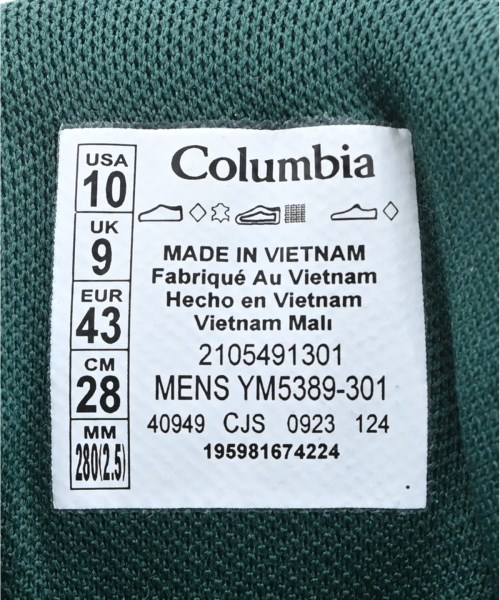 USA
10
UK
9
EUR
43
CM
28
MM
280(2.5)
Columbia
MADE IN VIETNAM
Fabriqué Au Vietnam
Hecho en Vietnam
Vietnam Malı
2105491301
MENS YM5389-301
40949 CJS 0923 124
195981674224